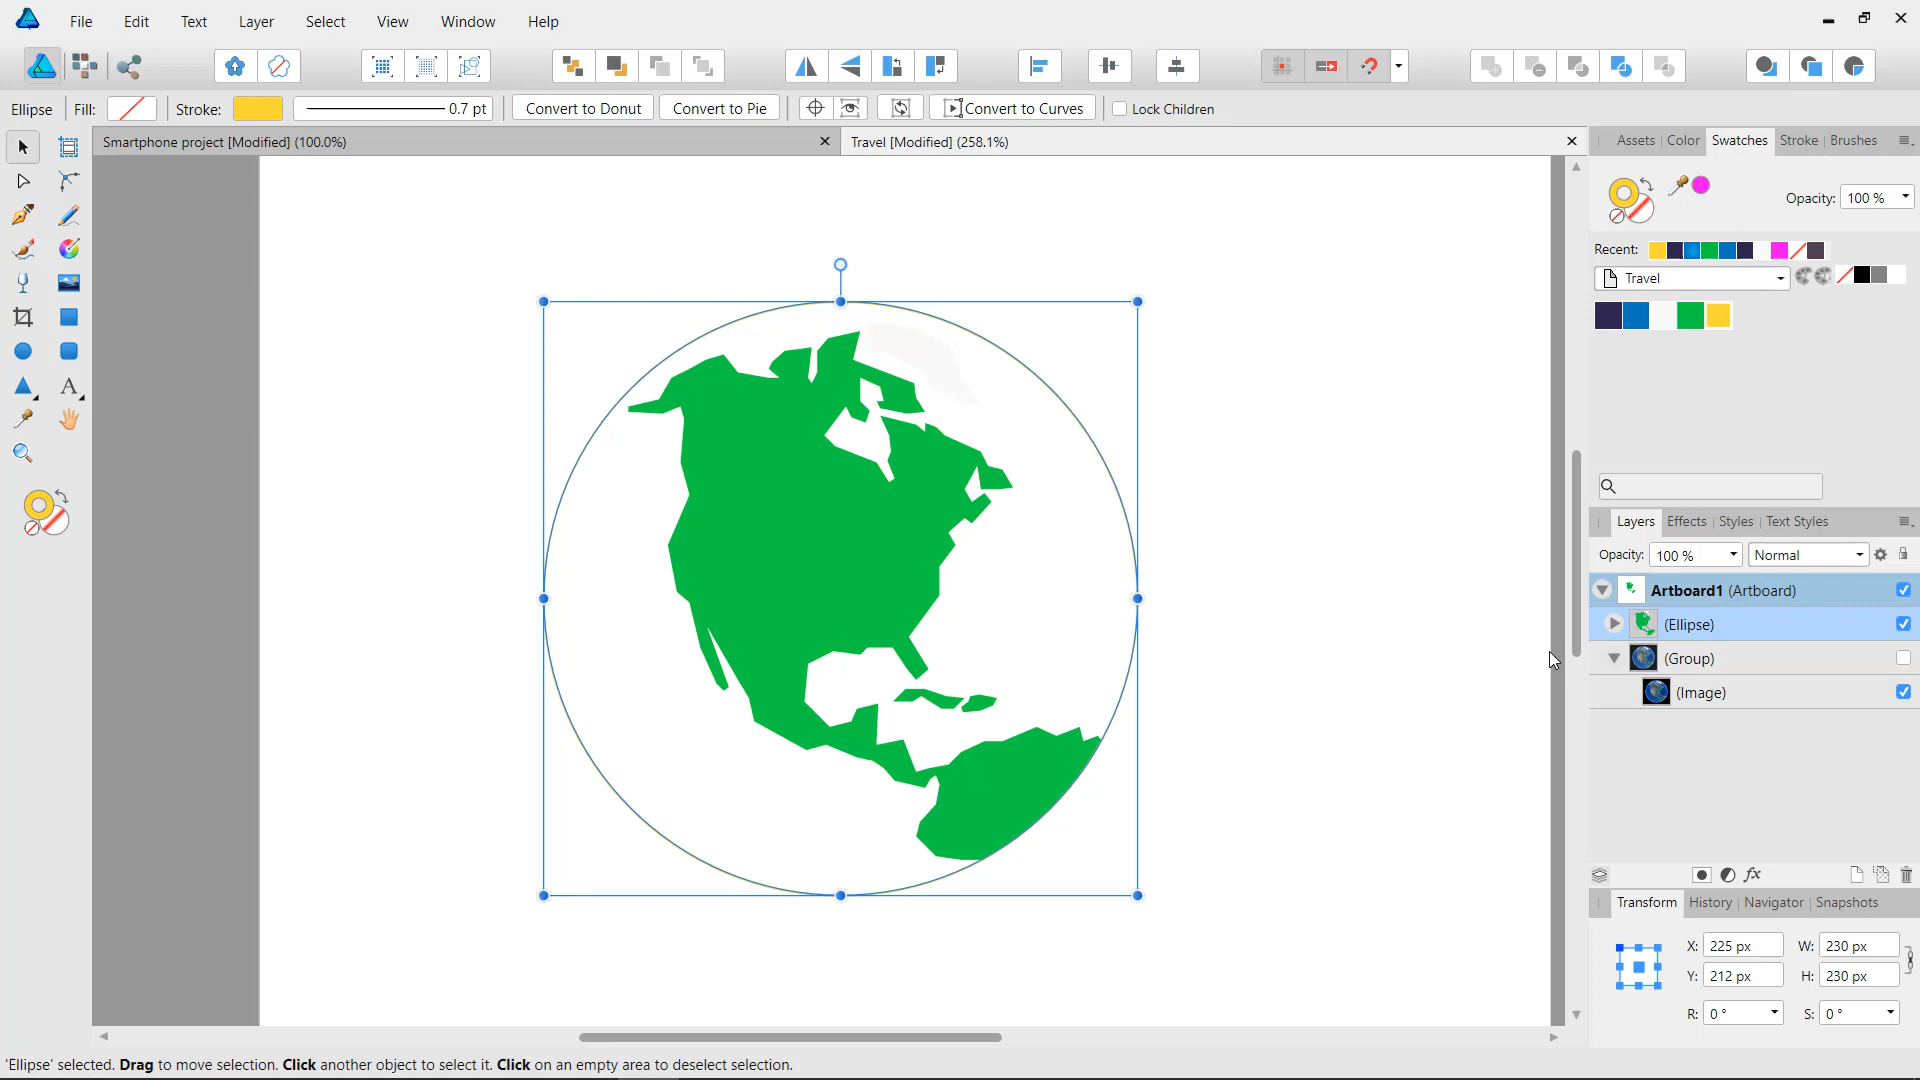 File Edit Text Layer Select View Window Help
Ellipse Fill: Stroke: 0.7 pt Convert to Donut Convert to Pie Convert to Curves Lock Children
Smartphone project [Modified] (100.0%) Travel [Modified] (258.1%)
Assets Color Swatches Stroke Brushes
Opacity: 100 %
Recent:
Travel
Layers Effects Styles Text Styles
Opacity: 100 % Normal
Artboard1 (Artboard)
(Ellipse)
(Group)
(Image)
fx
Transform History Navigator Snapshots
X: 225 px W: 230 px
Y: 212 px H: 230 px
R: 0 ° S: 0 °
'Ellipse' selected. Drag to move selection. Click another object to select it. Click on an empty area to deselect selection.